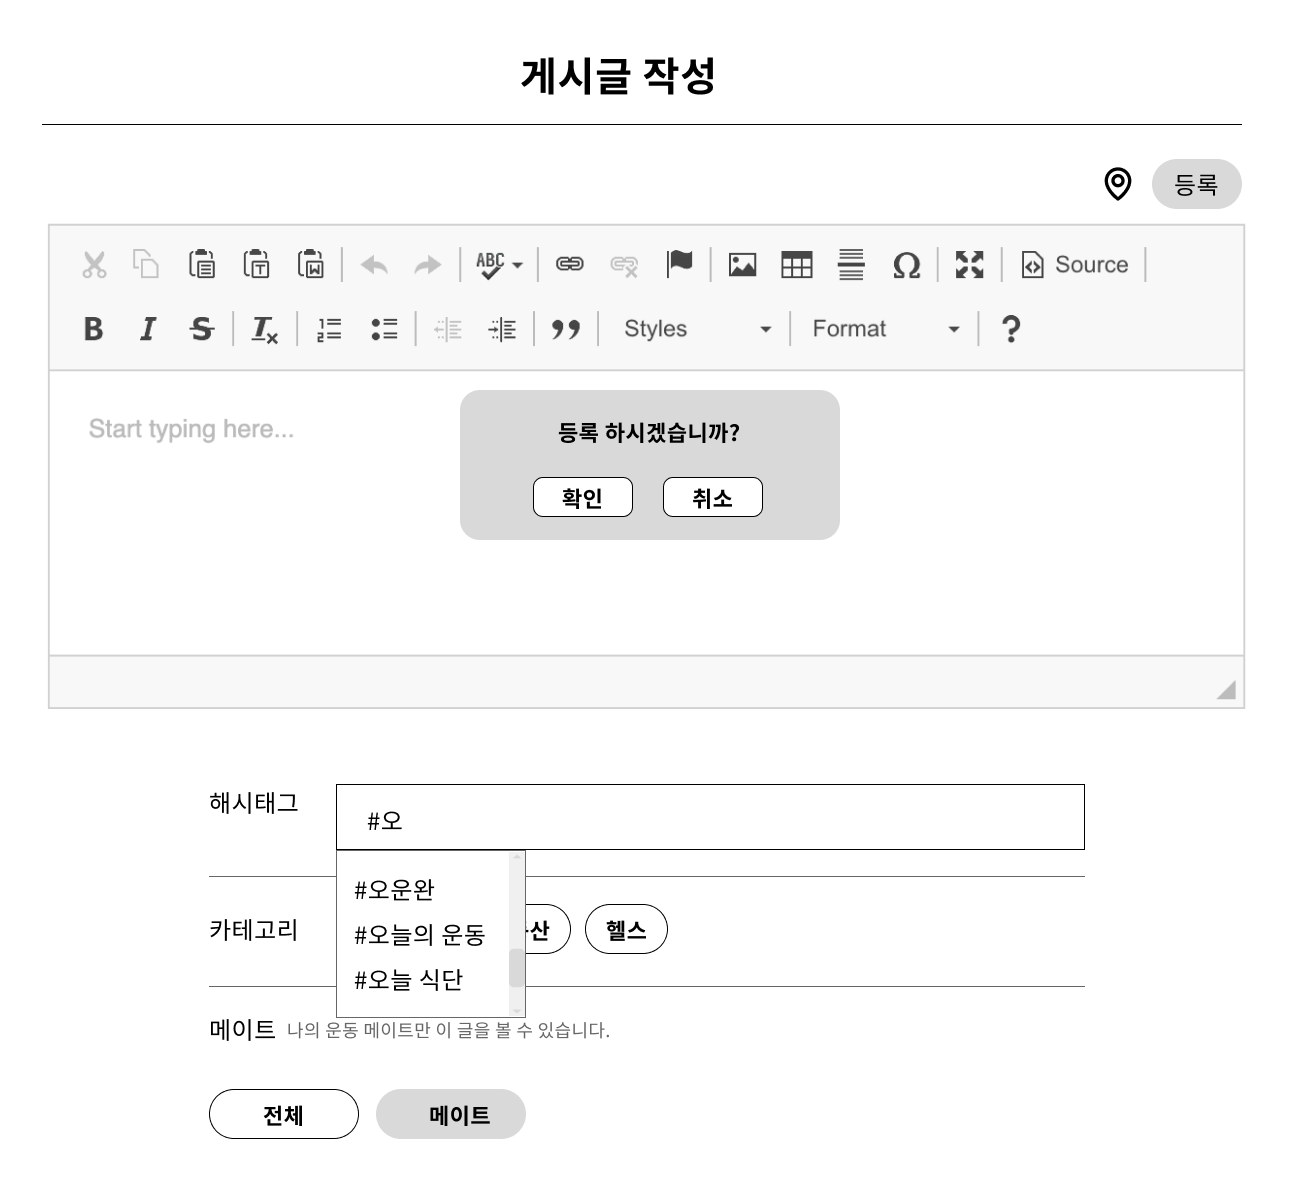 게시글 작성
등록
ABC
Source
B I S Tx Styles Format ?
Start typing here...
등록 하시겠습니까?
확인 취소
해시태그 #오
#오운완
카테고리 #오늘의 운동 산 헬스
#오늘 식단
메이트 나의 운동 메이트만 이 글을 볼 수 있습니다.
전체 메이트